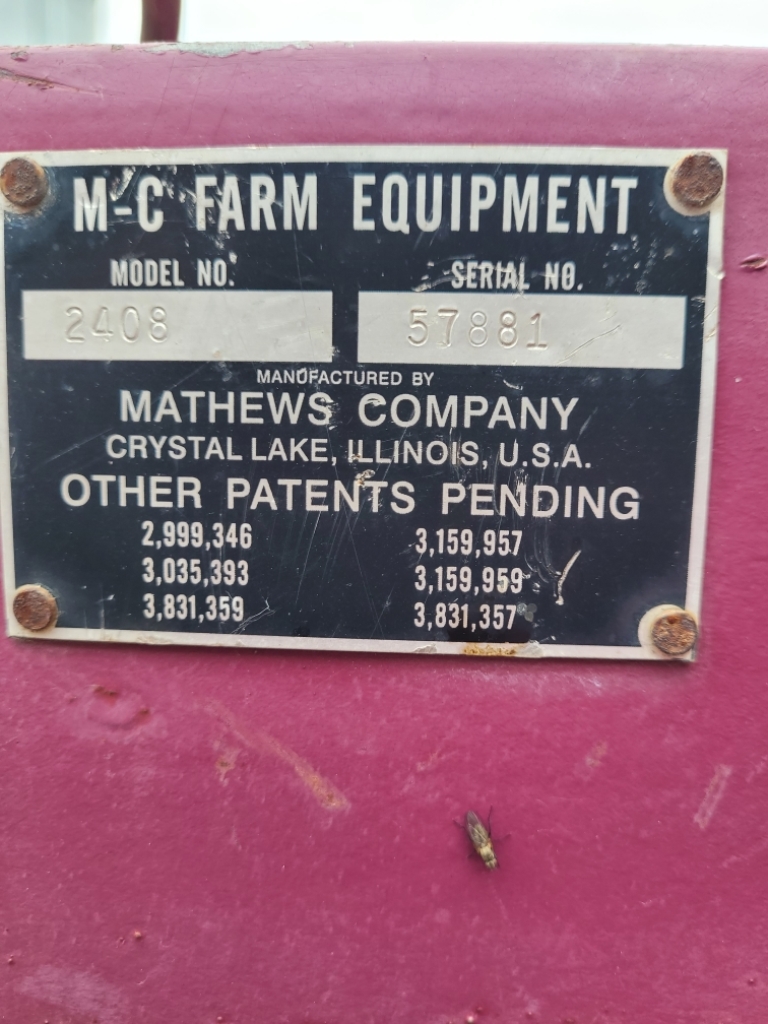 M-C FARM EQUIPMENT
MODEL NO. SERIAL NO.
2408 57881
MANUFACTURED BY
MATHEWS COMPANY
CRYSTAL LAKE, ILLINOIS, U.S.A.
OTHER PATENTS PENDING
2,999,346 3,159,957
3,035,393 3,159,959
3,831,359 3,831,357